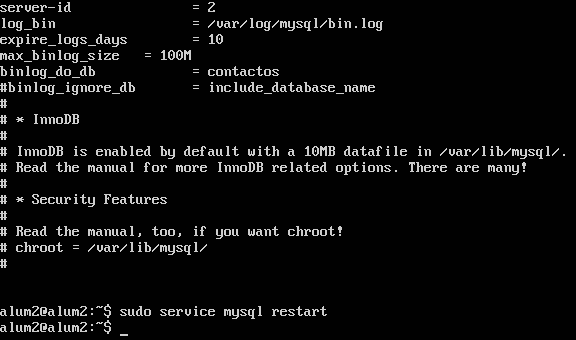 server-id               = 2
log_bin                 = /var/log/mysql/bin.log
expire_logs_days        = 10
max_binlog_size   = 100M
binlog_do_db            = contactos
#binlog_ignore_db       = include_database_name
#
# * InnoDB
#
# InnoDB is enabled by default with a 10MB datafile in /var/lib/mysql/.
# Read the manual for more InnoDB related options. There are many!
#
# * Security Features
#
# Read the manual, too, if you want chroot!
# chroot = /var/lib/mysql/
#
alum2@alum2:~$ sudo service mysql restart
alum2@alum2:~$ _